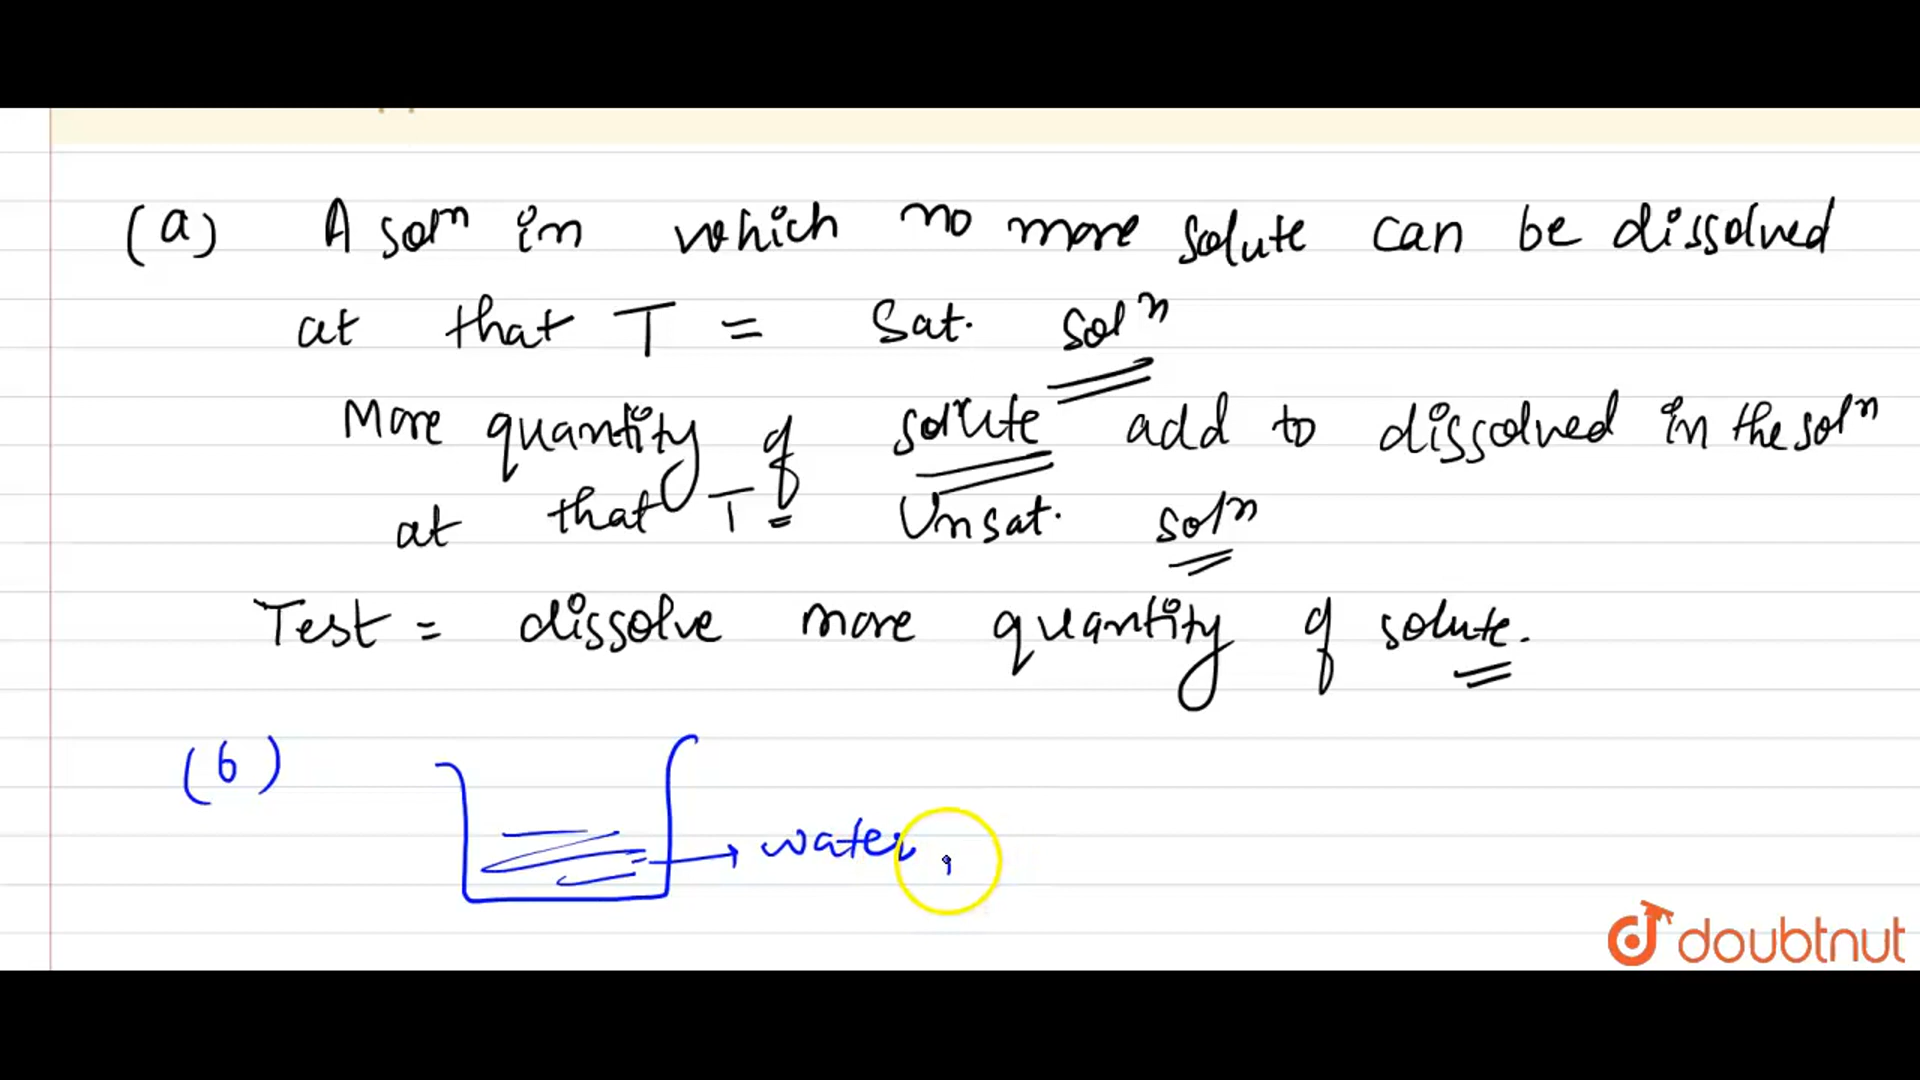 (a) A solⁿ in which no more solute can be dissolved
at that T = Sat. solⁿ
More quantity of solute add to dissolved in the solⁿ
at that T = Unsat. solⁿ
Test = dissolve more quantity of solute.
(b)
water,
doubtnut